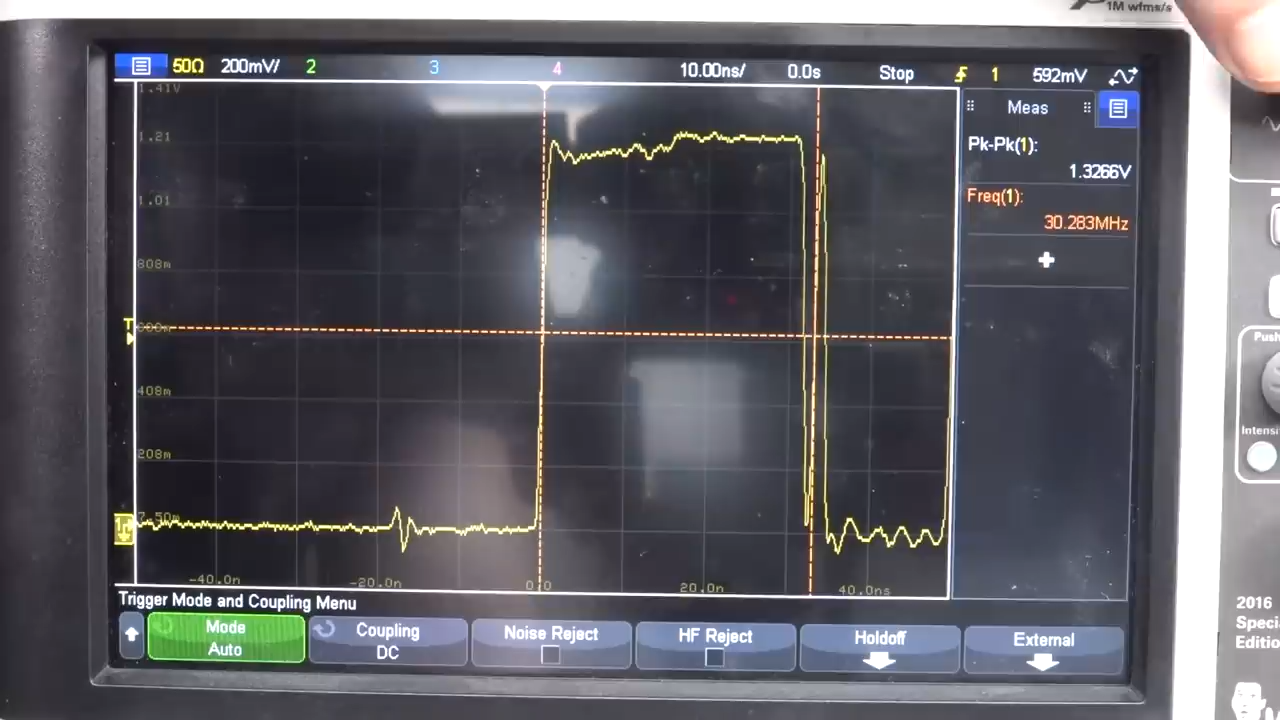 1M wfms/s
50Ω 200mV/ 2 3 4 10.00ns/ 0.0s Stop 1 592mV
1.41V
Meas
1.21
Pk-Pk(1):
1.3266V
1.01
Freq(1):
30.283MHz
808m
T
408m
208m
7.50m
-40.0n -20.0n 0.0 20.0n 40.0ns
Trigger Mode and Coupling Menu
Mode
Auto
Coupling
DC
Noise Reject
HF Reject
Holdoff
External
Push
Intensi
2016
Specia
Edition